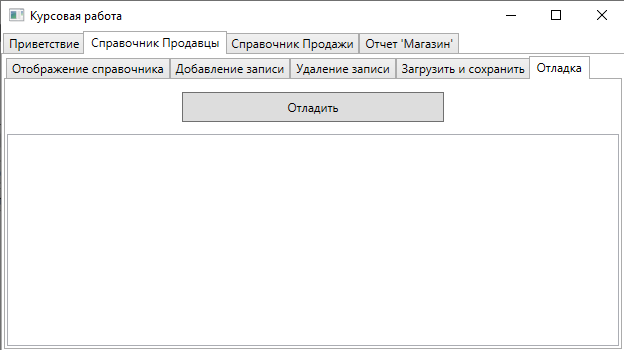 Курсовая работа
Приветствие Справочник Продавцы Справочник Продажи Отчет 'Магазин'
Отображение справочника Добавление записи Удаление записи Загрузить и сохранить Отладка
Отладить